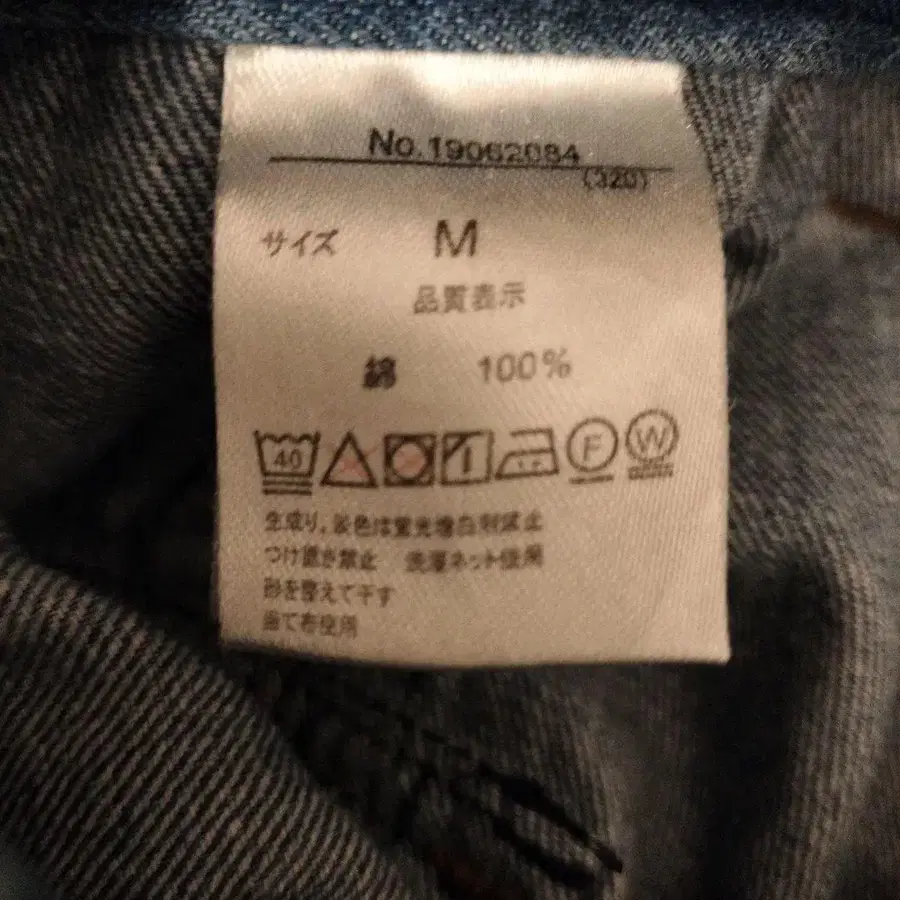 No.19062084
(320)
サイズ M
品質表示
綿 100%
40 F W
生成り,淡色は蛍光増白剤禁止
つけ置き禁止 洗濯ネット使用
形を整えて干す
当て布使用